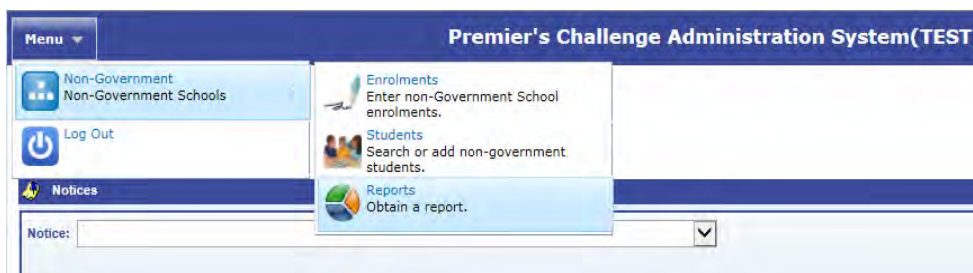 Menu
Premier's Challenge Administration System(TEST
Non-Government
Non-Government Schools
Log Out
Enrolments
Enter non-Government School
enrolments.
Students
Search or add non-government
students.
Reports
Obtain a report.
Notices
Notice: